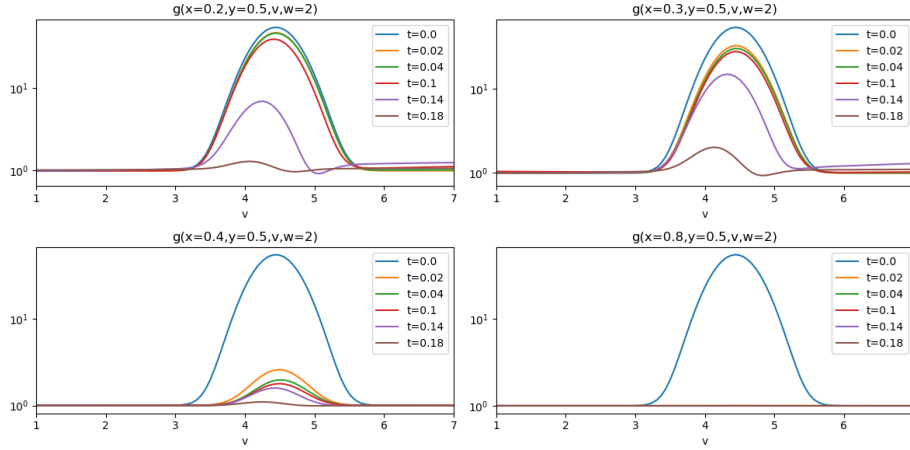 g(x=0.2,y=0.5,v,w=2)
10¹
10⁰
t=0.0
t=0.02
t=0.04
t=0.1
t=0.14
t=0.18
1 2 3 4 5 6 7
v
g(x=0.3,y=0.5,v,w=2)
10¹
10⁰
t=0.0
t=0.02
t=0.04
t=0.1
t=0.14
t=0.18
1 2 3 4 5 6
v
g(x=0.4,y=0.5,v,w=2)
10¹
10⁰
t=0.0
t=0.02
t=0.04
t=0.1
t=0.14
t=0.18
1 2 3 4 5 6 7
v
g(x=0.8,y=0.5,v,w=2)
10¹
10⁰
t=0.0
t=0.02
t=0.04
t=0.1
t=0.14
t=0.18
1 2 3 4 5 6
v